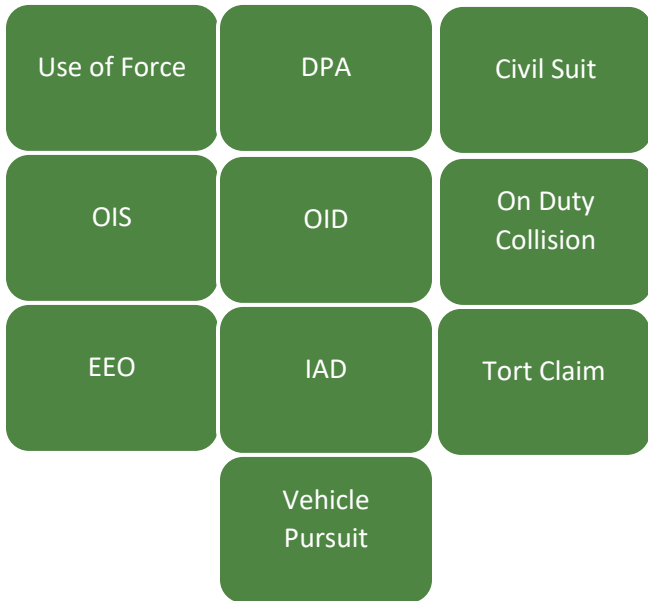 Use of Force
DPA
Civil Suit
OIS
OID
On Duty
Collision
EEO
IAD
Tort Claim
Vehicle
Pursuit